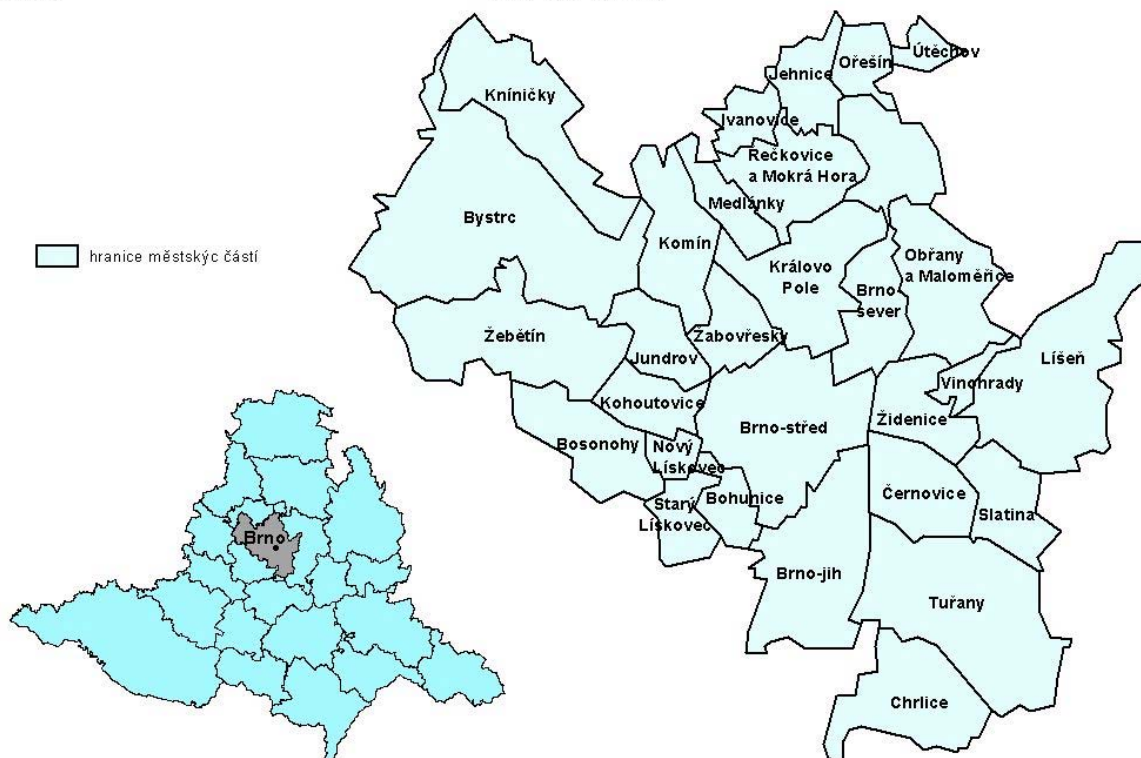 Útěchov
Ořešín
Jehnice
Kníničky
Ivanovice
Rečkovice
a Mokrá Hora
Medlánky
Bystrc
Komín
hranice městskýc částí
Královo
Pole
Obřany
a Maloměřice
Brno-
sever
Žebětín
Jundrov
Žabovřesky
Líšeň
Vinohrady
Kohoutovice
Židenice
Brno-střed
Bosonohy
Nový
Lískovec
Černovice
Bohunice
Starý
Lískovec
Slatina
Brno
Brno-jih
Tuřany
Chrlice